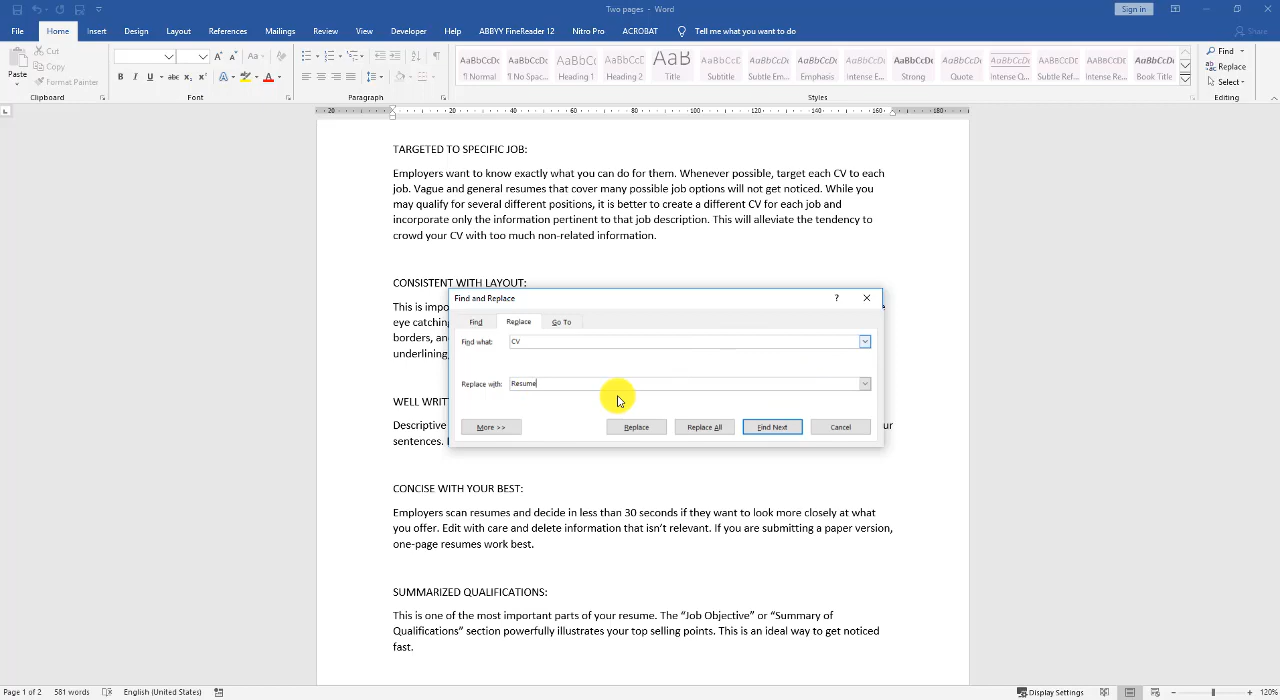 Two pages - Word
Sign in
File Home Insert Design Layout References Mailings Review View Developer Help ABBYY FineReader 12 Nitro Pro ACROBAT Tell me what you want to do Share
Paste
Cut
Copy
Format Painter
Clipboard
Font
Paragraph
AaBbCcDc AaBbCcDc AaBbCc AaBbCcC AaB AaBbCcC AaBbCcDc AaBbCcDc AaBbCcDc AaBbCcDc AaBbCcDc AaBbCcDc AaBbCcDc AaBbCcDc AaBbCcDc
¶ Normal ¶ No Spac... Heading 1 Heading 2 Title Subtitle Subtle Em... Emphasis Intense E... Strong Quote Intense Q... Subtle Ref... Intense Re... Book Title
Styles
Find
Replace
Select
Editing
20 20 40 60 80 100 120 140 160 180
TARGETED TO SPECIFIC JOB:
Employers want to know exactly what you can do for them. Whenever possible, target each CV to each
job. Vague and general resumes that cover many possible job options will not get noticed. While you
may qualify for several different positions, it is better to create a different CV for each job and
incorporate only the information pertinent to that job description. This will alleviate the tendency to
crowd your CV with too much non-related information.
CONSISTENT WITH LAYOUT:
This is impo
eye catching
borders, an
underlining,
WELL WRIT
Descriptive
sentences.
Find and Replace
Find Replace Go To
Find what: CV
Replace with: Resume
More >> Replace Replace All Find Next Cancel
ur
CONCISE WITH YOUR BEST:
Employers scan resumes and decide in less than 30 seconds if they want to look more closely at what
you offer. Edit with care and delete information that isn't relevant. If you are submitting a paper version,
one-page resumes work best.
SUMMARIZED QUALIFICATIONS:
This is one of the most important parts of your resume. The “Job Objective” or “Summary of
Qualifications” section powerfully illustrates your top selling points. This is an ideal way to get noticed
fast.
Page 1 of 2 581 words English (United States) Display Settings 120%